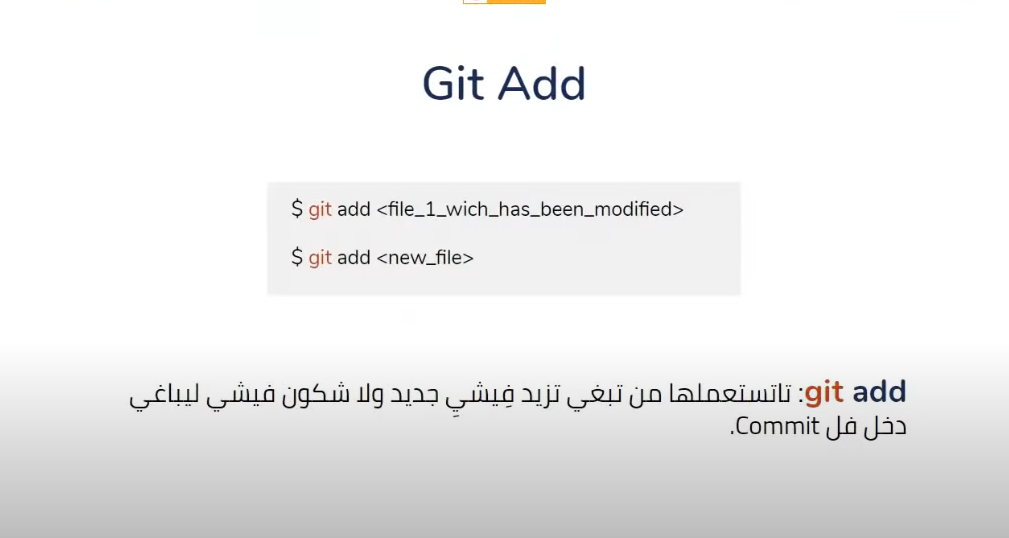 Git Add
$ git add <file_1_wich_has_been_modified>
$ git add <new_file>
git add: تاتستعملها من تبغي تزيد فِيشيِ جديد ولا شكون فيشي ليباغي
دخل فل Commit.